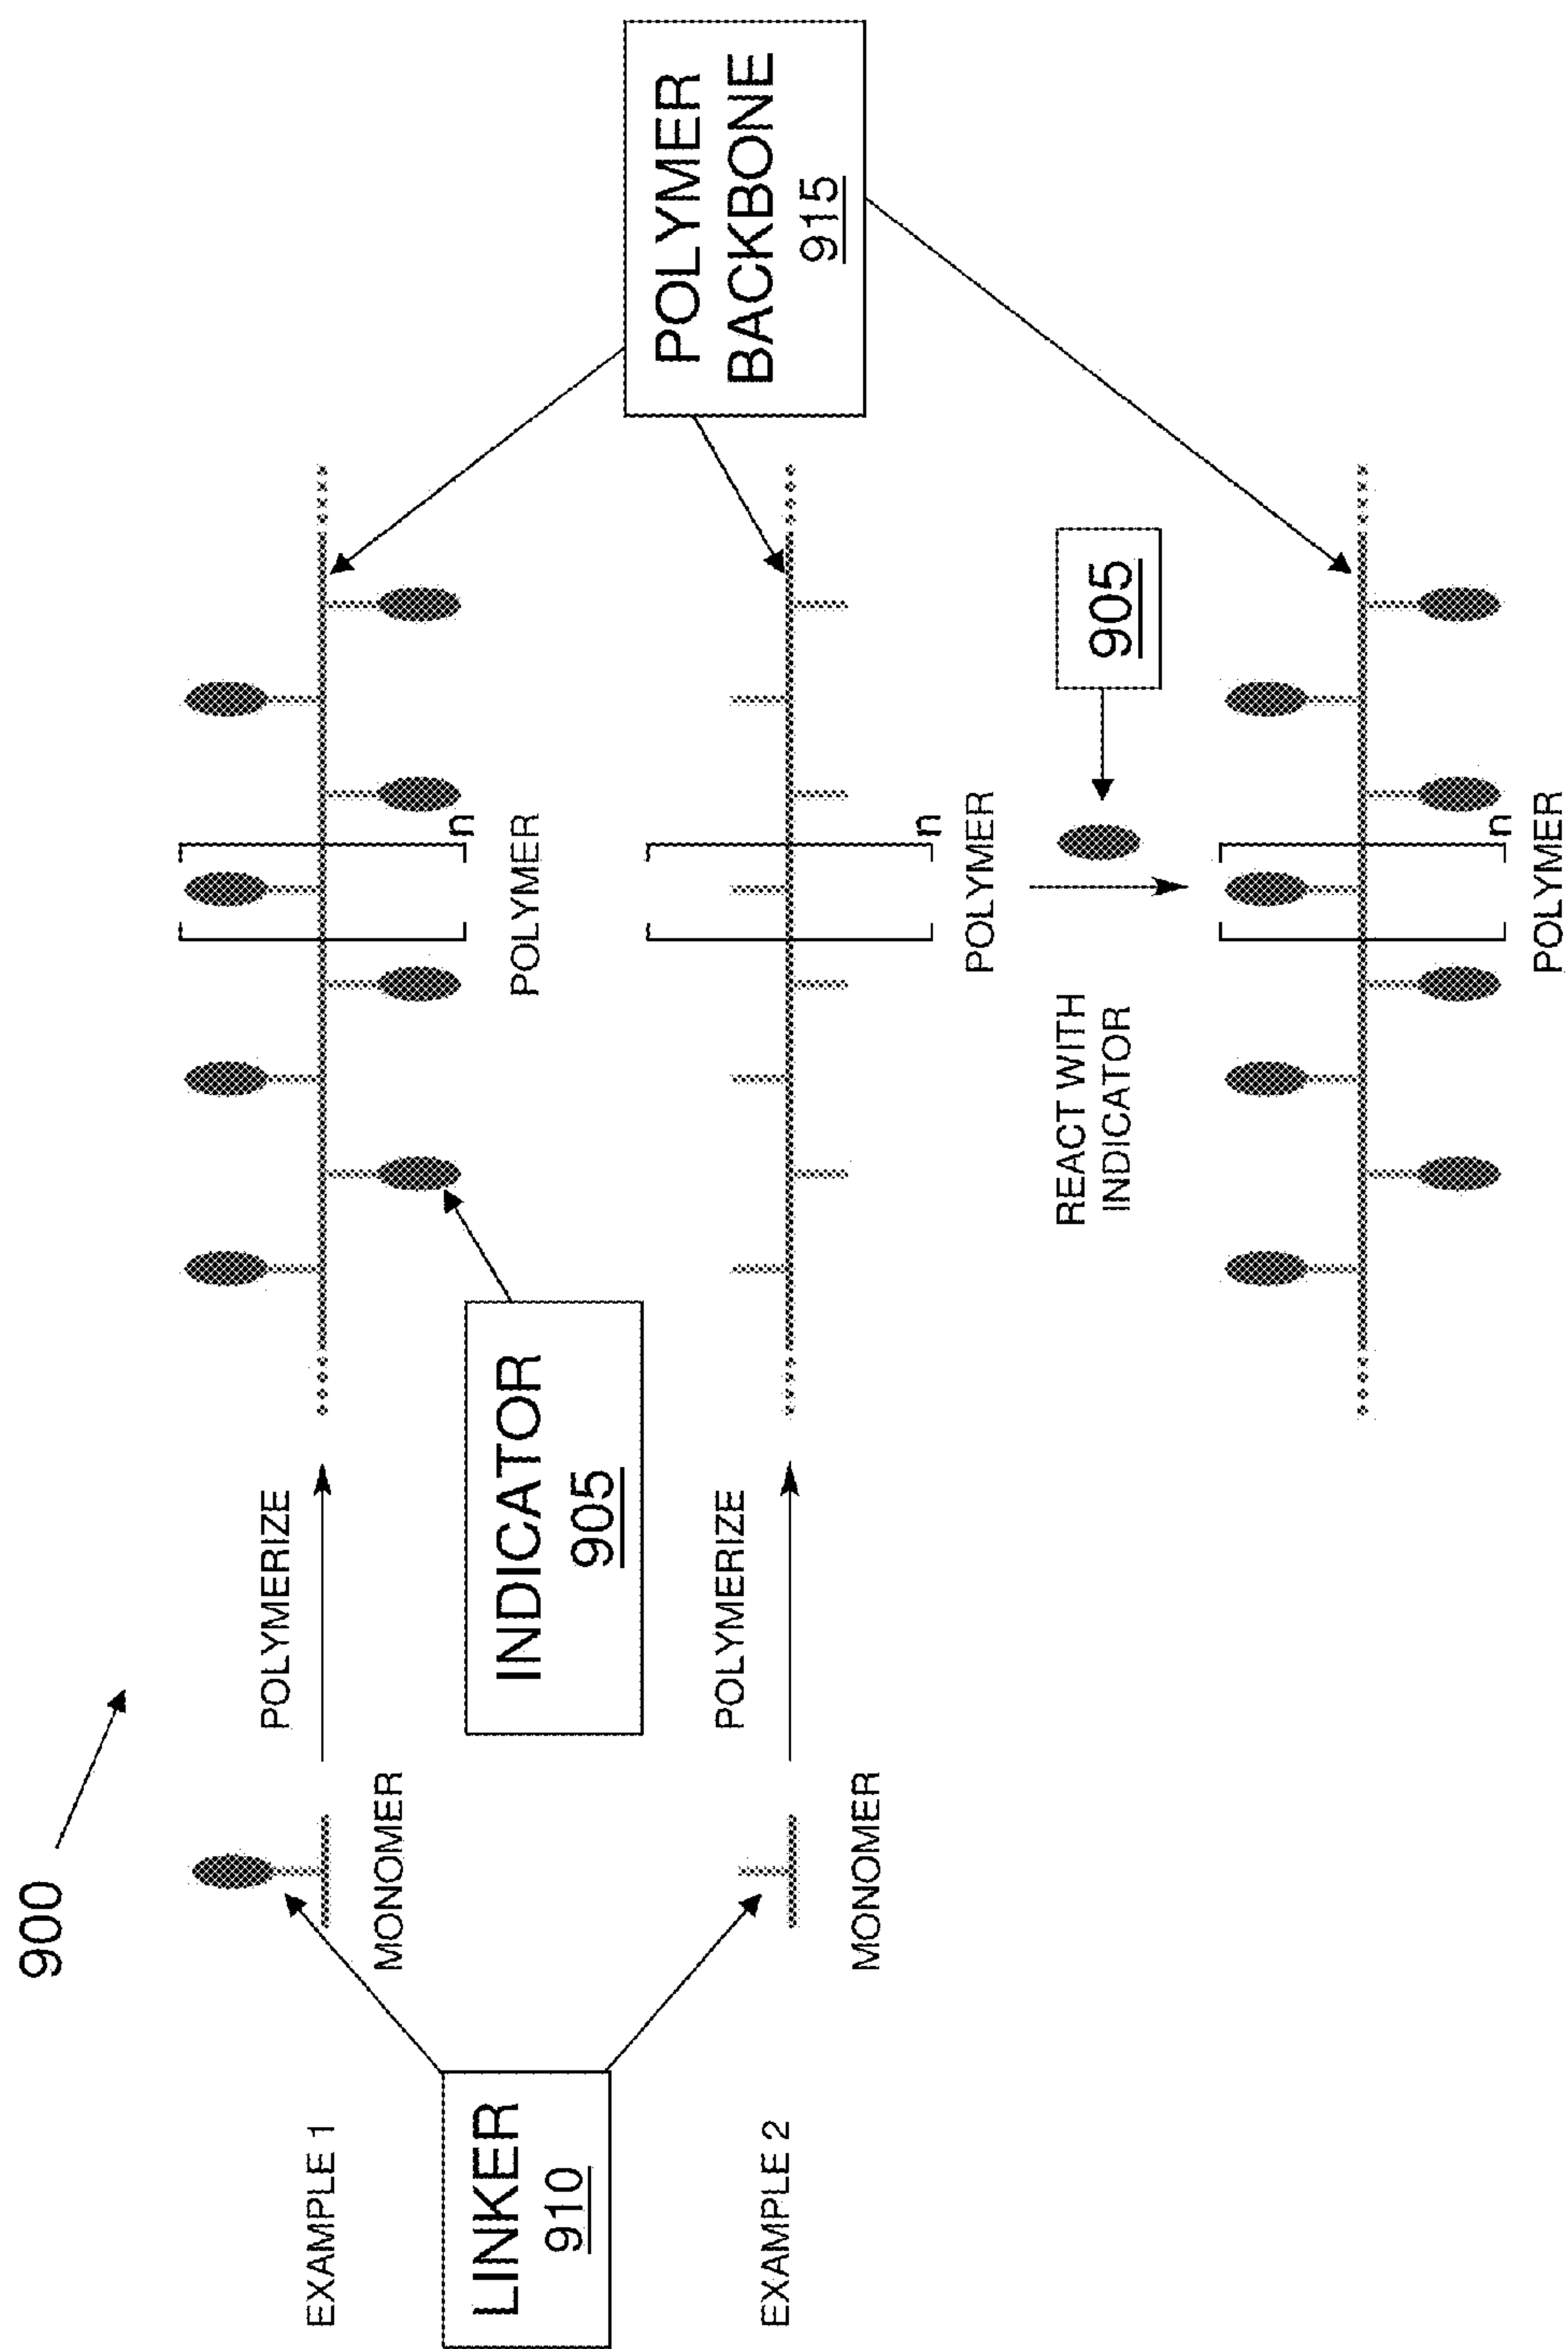 900
EXAMPLE 1
LINKER
910
MONOMER
POLYMERIZE
INDICATOR
905
n
POLYMER
POLYMER
BACKBONE
915
EXAMPLE 2
MONOMER
POLYMERIZE
n
POLYMER
REACT WITH
INDICATOR
905
n
POLYMER